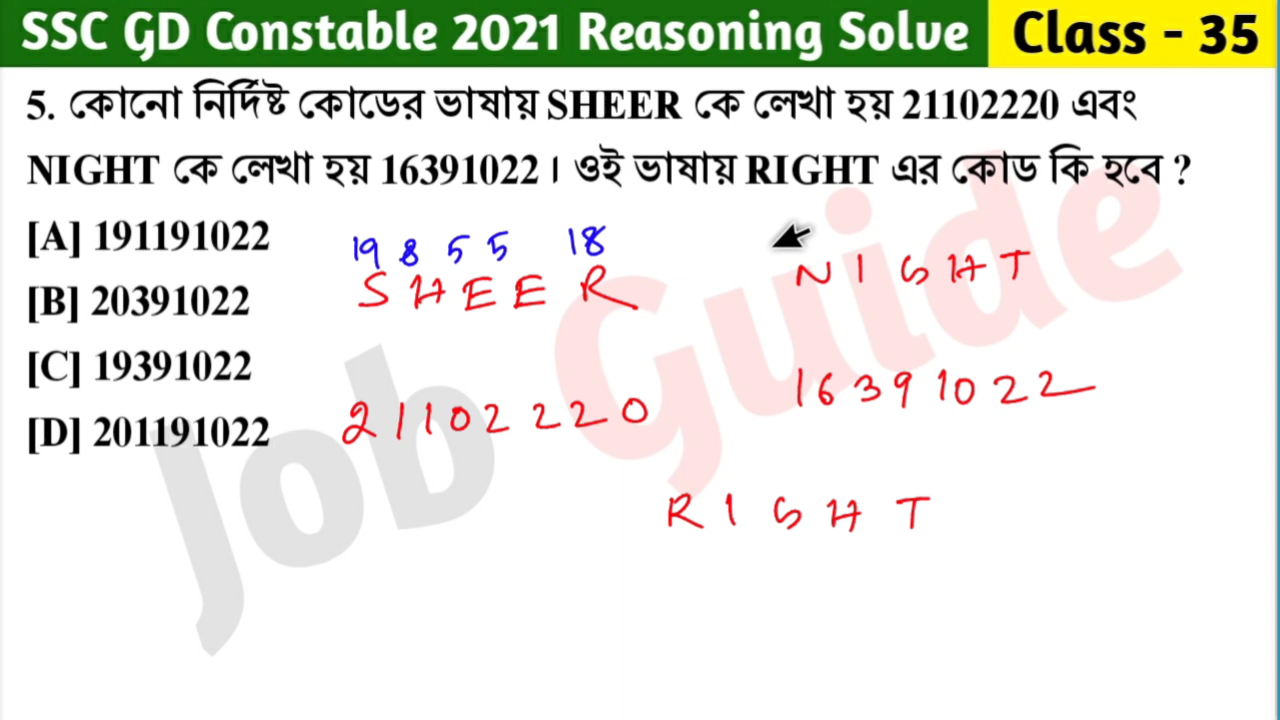 SSC GD Constable 2021 Reasoning Solve Class - 35
5. কোনো নির্দিষ্ট কোডের ভাষায় SHEER কে লেখা হয় 21102220 এবং
NIGHT কে লেখা হয় 16391022। ওই ভাষায় RIGHT এর কোড কি হবে ?
[A] 191191022
[B] 20391022
[C] 19391022
[D] 201191022
19 8 5 5 18
S H E E R
N I G H T
21102220
16391022
R I G H T
Job Guide